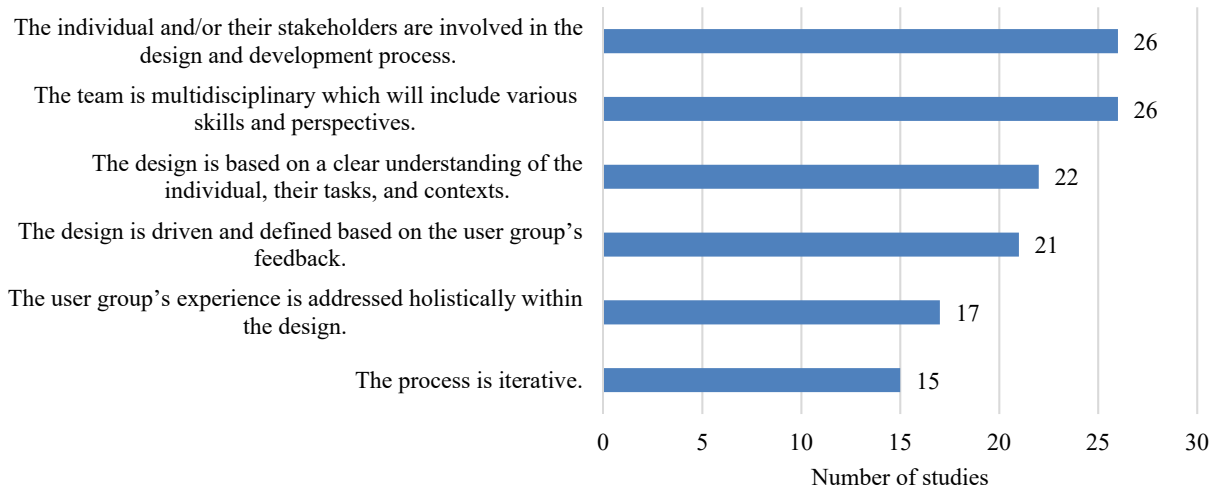 The individual and/or their stakeholders are involved in the
design and development process.
26
The team is multidisciplinary which will include various
skills and perspectives.
26
The design is based on a clear understanding of the
individual, their tasks, and contexts.
22
The design is driven and defined based on the user group's
feedback.
21
The user group's experience is addressed holistically within
the design.
17
The process is iterative.
15
0 5 10 15 20 25 30
Number of studies